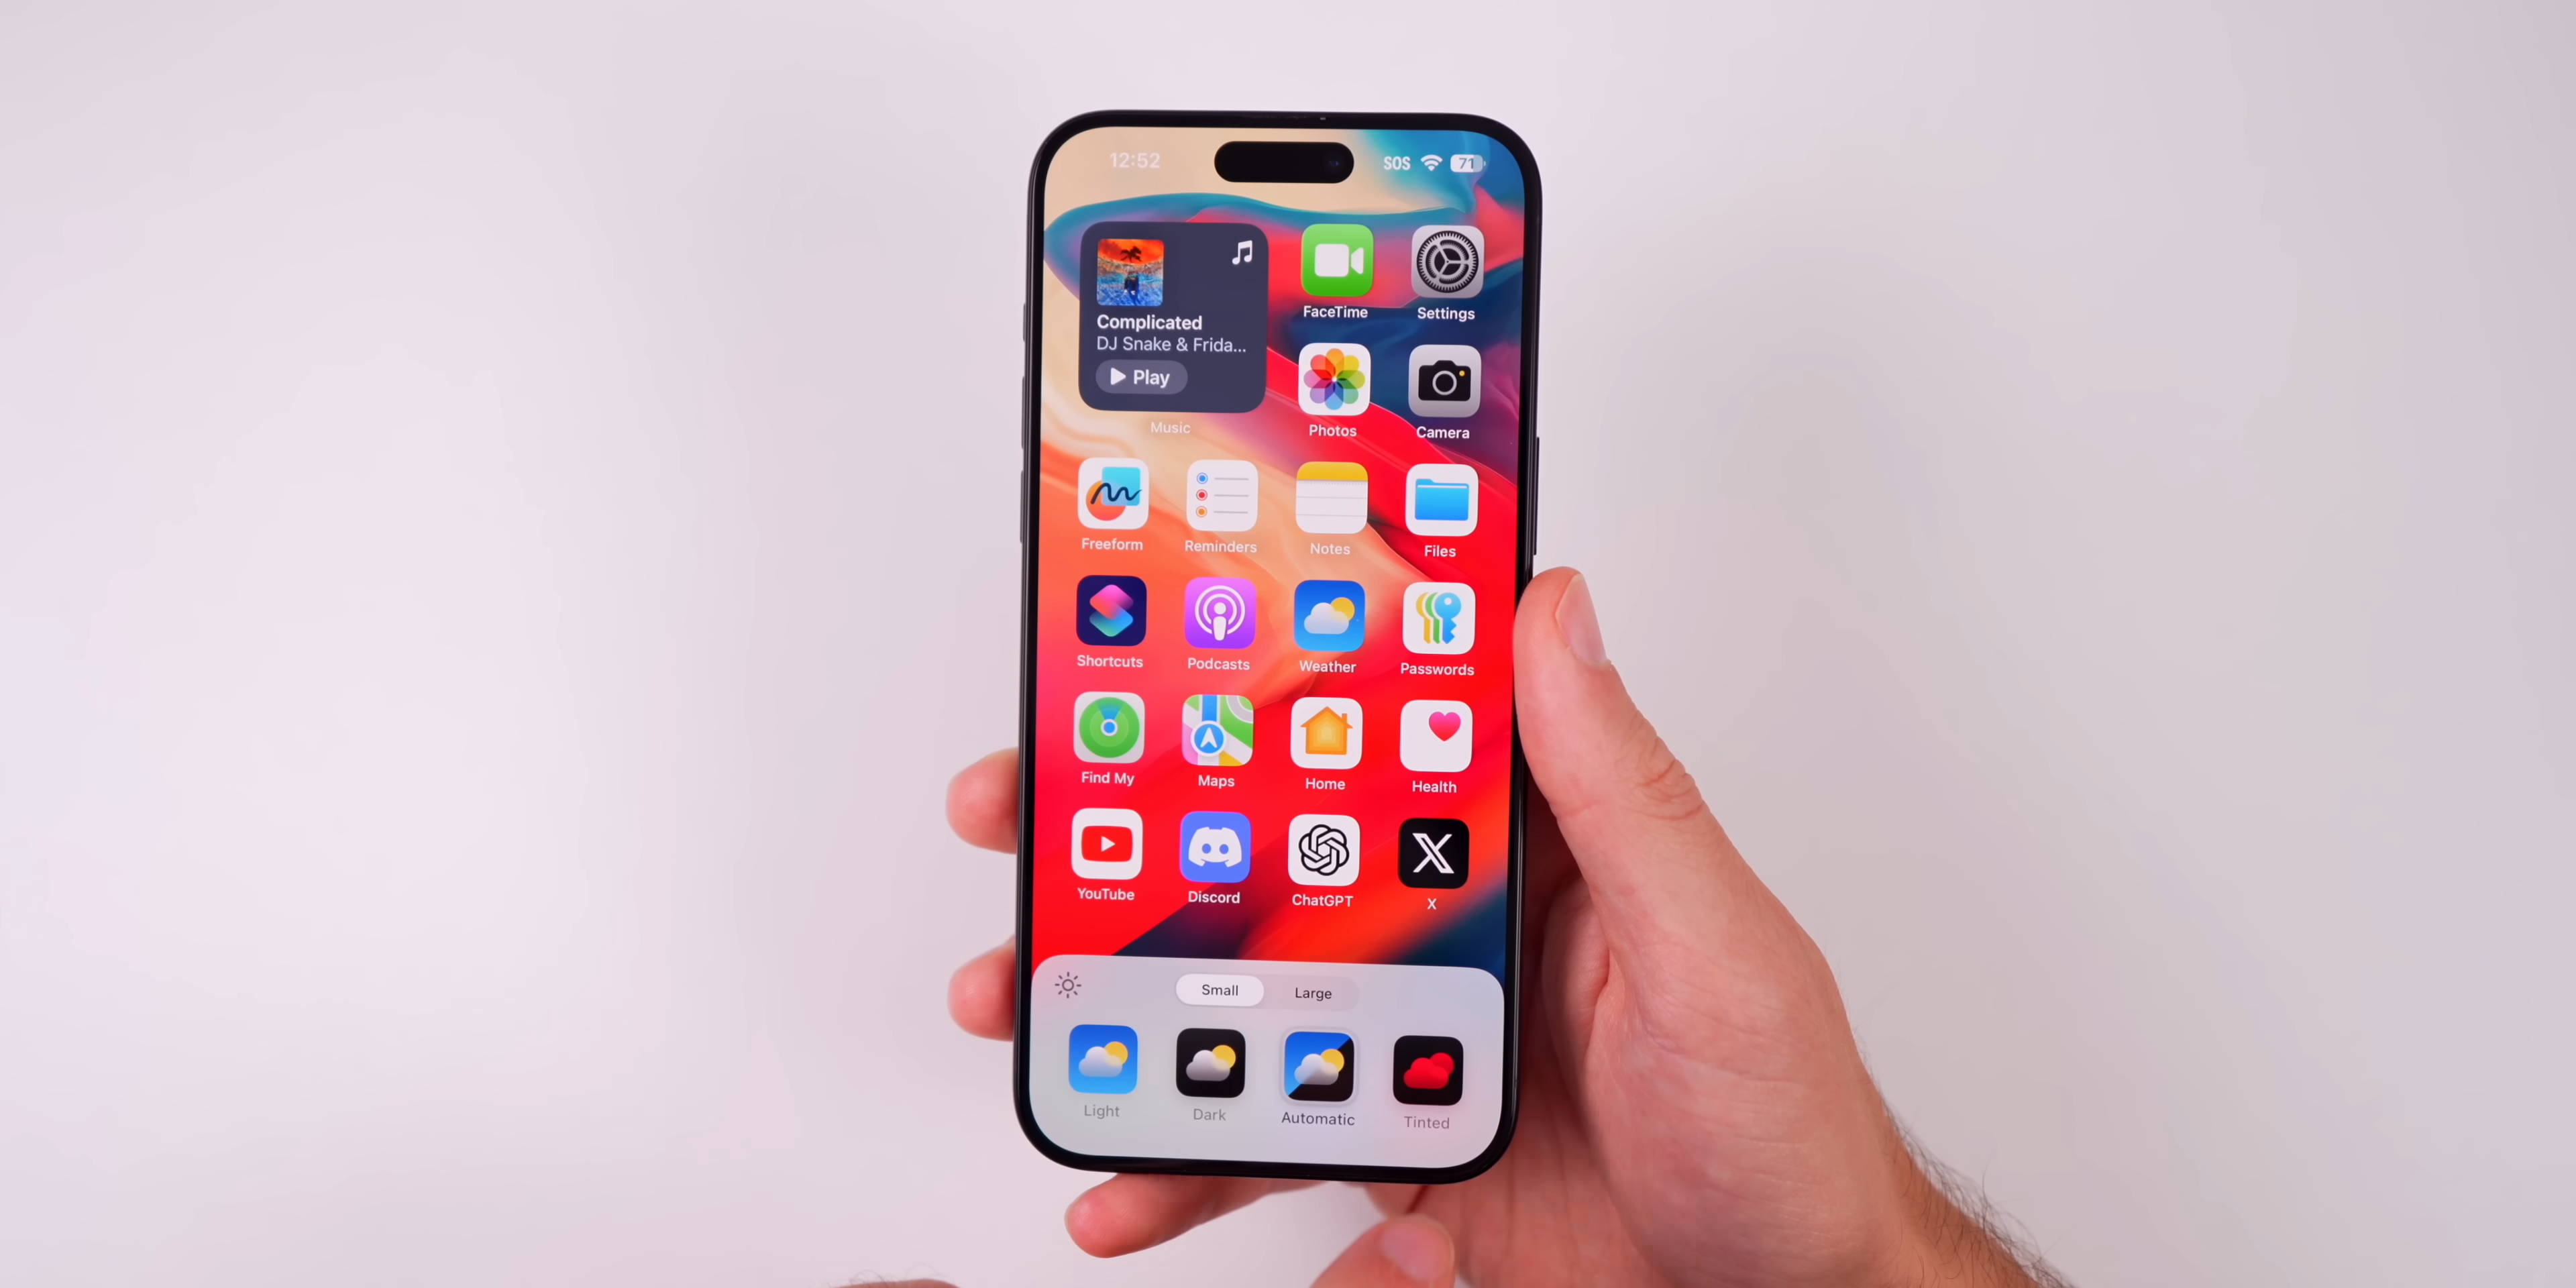 12:52
SOS
71
Complicated
DJ Snake & Frida...
Play
Music
FaceTime
Settings
Photos
Camera
Freeform
Reminders
Notes
Files
Shortcuts
Podcasts
Weather
Passwords
Find My
Maps
Home
Health
YouTube
Discord
ChatGPT
X
Small
Large
Light
Dark
Automatic
Tinted